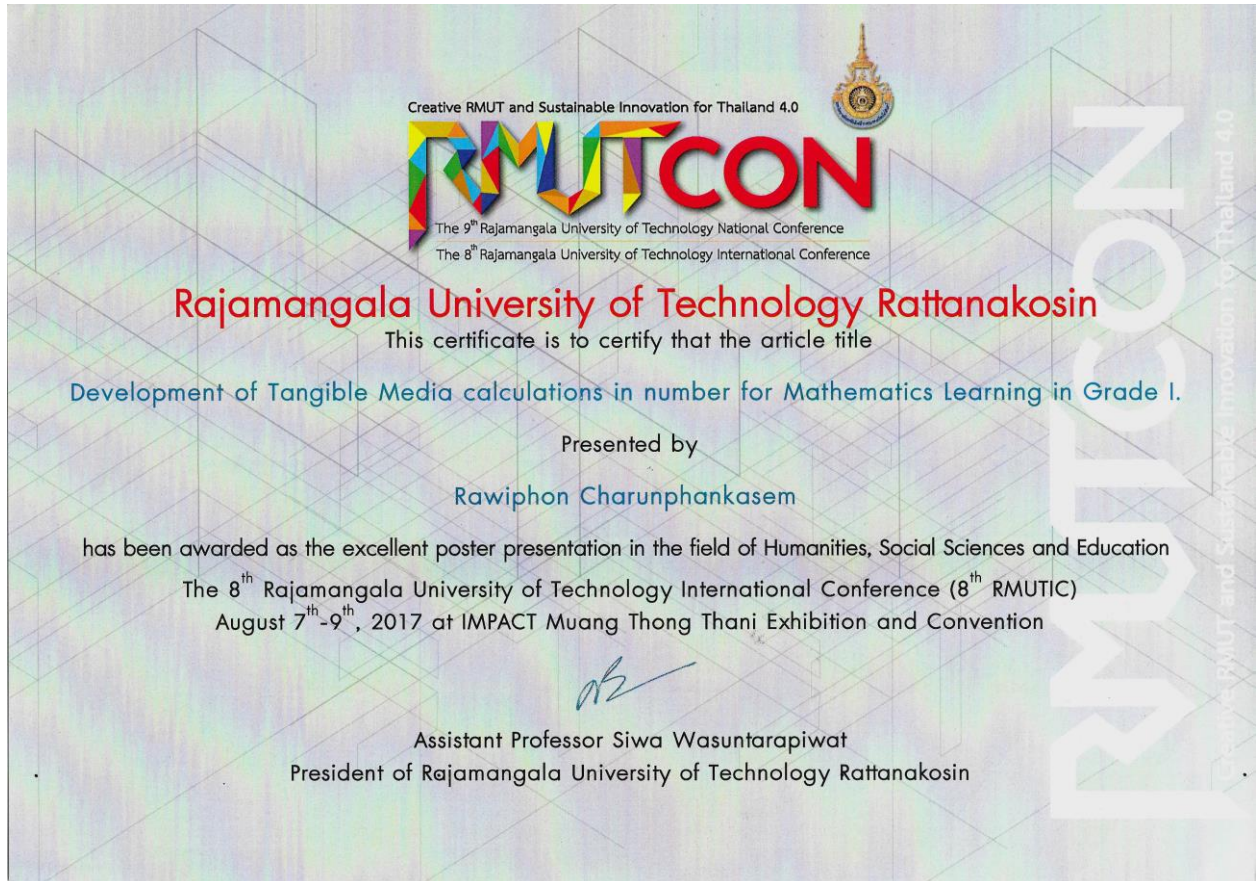 Creative RMUT and Sustainable Innovation for Thailand 4.0
RMUTCON
The 9th Rajamangala University of Technology National Conference
The 8th Rajamangala University of Technology International Conference
Rajamangala University of Technology Rattanakosin
This certificate is to certify that the article title
Development of Tangible Media calculations in number for Mathematics Learning in Grade I.
Presented by
Rawiphon Charunphankasem
has been awarded as the excellent poster presentation in the field of Humanities, Social Sciences and Education
The 8th Rajamangala University of Technology International Conference (8th RMUTIC)
August 7th-9th, 2017 at IMPACT Muang Thong Thani Exhibition and Convention
Assistant Professor Siwa Wasuntarapiwat
President of Rajamangala University of Technology Rattanakosin
RMUTCON
Creative RMUT and Sustainable Innovation for Thailand 4.0